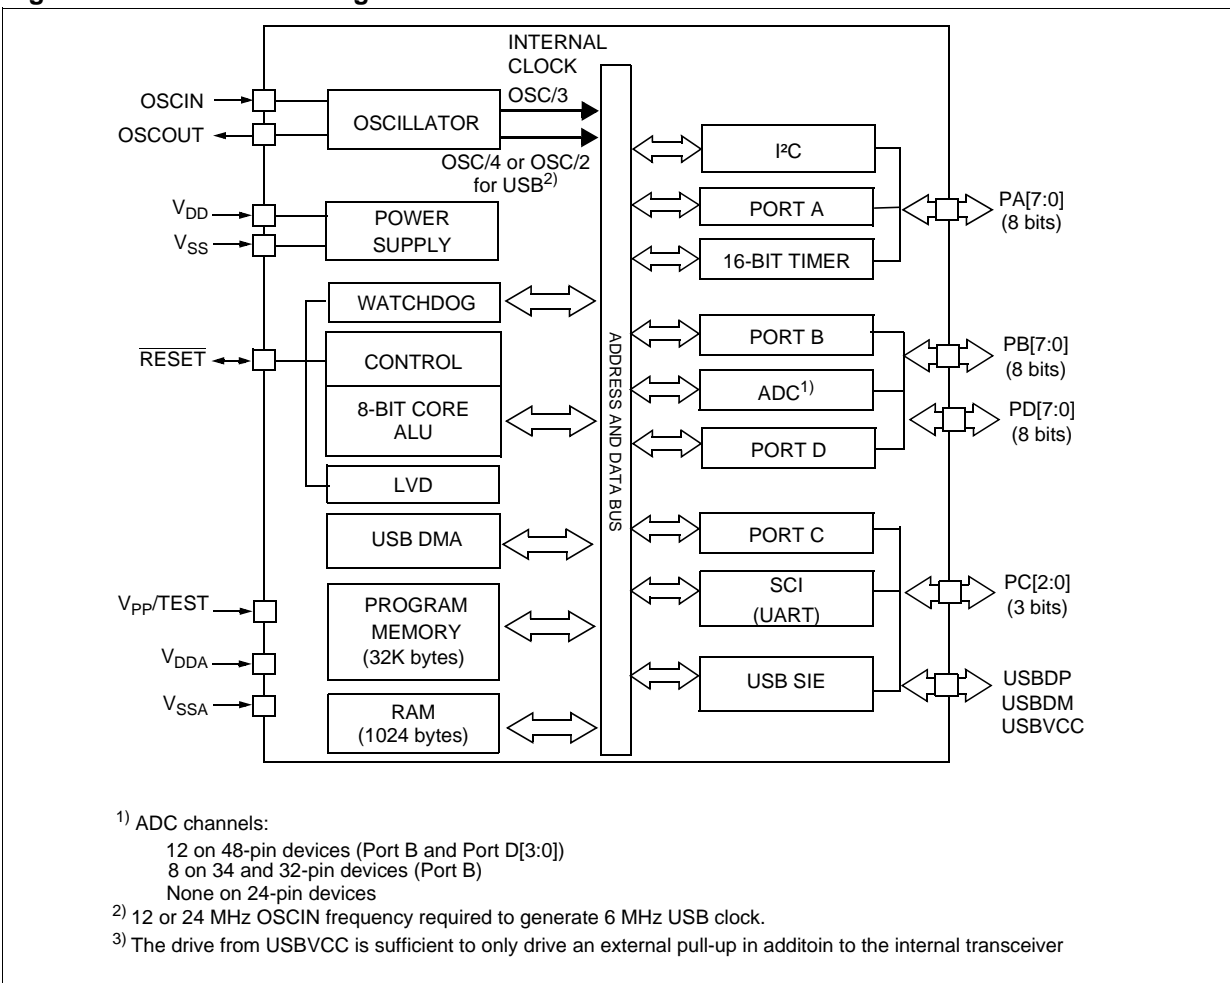 INTERNAL
CLOCK
OSC/3
OSCIN
OSCOUT
OSCILLATOR
OSC/4 or OSC/2
for USB2)
VDD
VSS
POWER
SUPPLY
WATCHDOG
RESET
CONTROL
8-BIT CORE
ALU
LVD
USB DMA
VPP/TEST
PROGRAM
MEMORY
(32K bytes)
VDDA
VSSA
RAM
(1024 bytes)
ADDRESS AND DATA BUS
I²C
PORT A
16-BIT TIMER
PA[7:0]
(8 bits)
PORT B
ADC1)
PORT D
PB[7:0]
(8 bits)
PD[7:0]
(8 bits)
PORT C
SCI
(UART)
USB SIE
PC[2:0]
(3 bits)
USBDP
USBDM
USBVCC
1) ADC channels:
12 on 48-pin devices (Port B and Port D[3:0])
8 on 34 and 32-pin devices (Port B)
None on 24-pin devices
2) 12 or 24 MHz OSCIN frequency required to generate 6 MHz USB clock.
3) The drive from USBVCC is sufficient to only drive an external pull-up in additoin to the internal transceiver